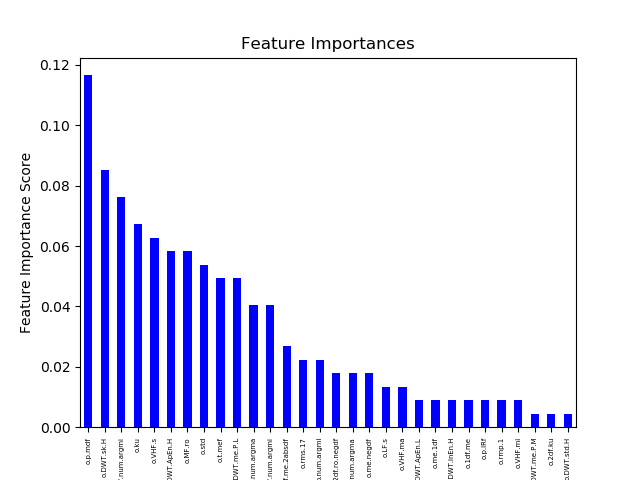 Feature Importances
Feature Importance Score
0.12
0.10
0.08
0.06
0.04
0.02
0.00
o.p.mdf
o.DWT.sk.H
.num.argmi
o.ku
o.VHF.s
DWT.ApEn.H
o.MF.ro
o.std
o.t.mef
DWT.me.P.L
.num.argma
.num.argmi
f.me.2absdf
o.rms.17
o.num.argmi
2df.ro.negdf
num.argma
o.me.negdf
o.LF.s
o.VHF.ma
DWT.ApEn.L
o.me.1df
DWT.InEn.H
o.1df.me
o.p.IRf
o.rmp.1
o.VHF.mi
DWT.me.P.M
o.2df.ku
o.DWT.std.H